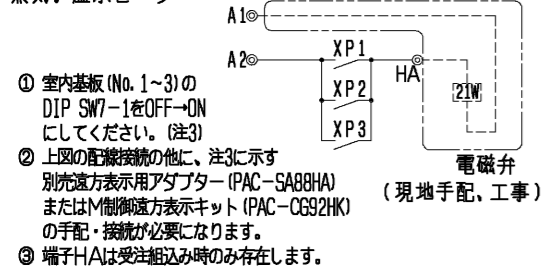 A1
A2
XP1
HA
XP2
21W
XP3
電磁弁
(現地手配、工事)
① 室内基板(No.1~3)の
DIP SW7-1をOFF→ON
にしてください。(注3)
② 上図の配線接続の他に、注3に示す
別売遠方表示用アダプター(PAC-SA88HA)
またはM制御遠方表示キット(PAC-CG92HK)
の手配・接続が必要になります。
③ 端子HAは受注組込み時のみ存在します。